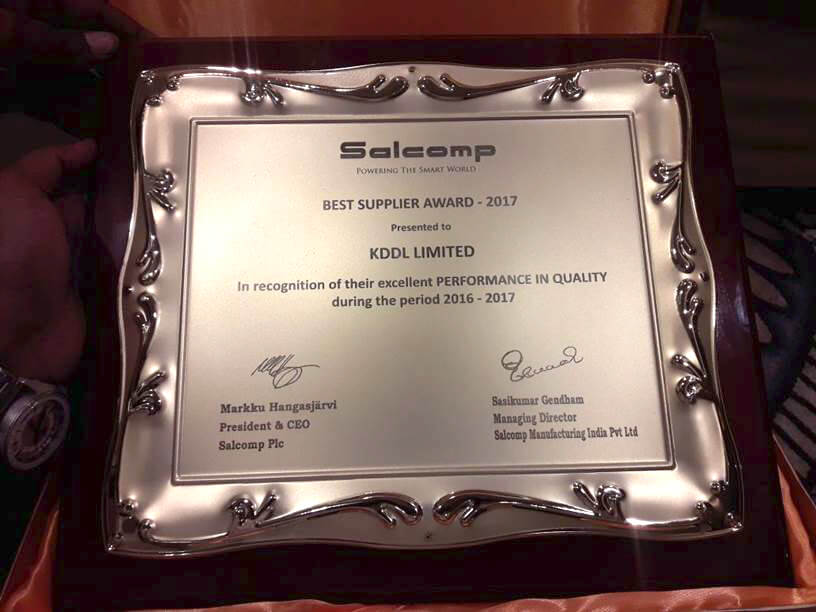 Salcomp
POWERING THE SMART WORLD
BEST SUPPLIER AWARD - 2017
Presented to
KDDL LIMITED
In recognition of their excellent PERFORMANCE IN QUALITY
during the period 2016 - 2017
Markku Hangasjärvi
President & CEO
Salcomp Plc
Sasikumar Gendham
Managing Director
Salcomp Manufacturing India Pvt Ltd